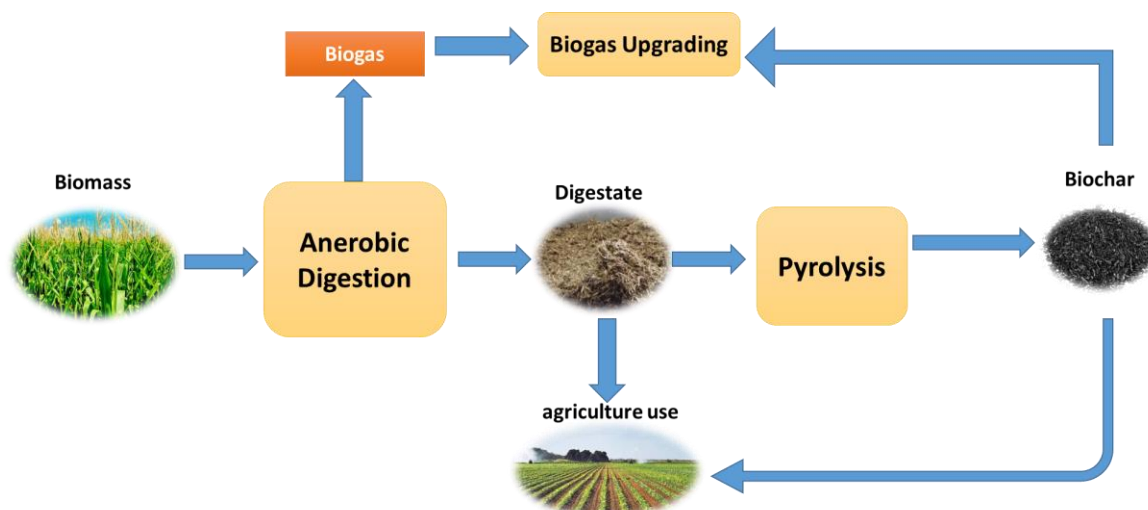 Biogas
Biogas Upgrading
Biomass
Anerobic
Digestion
Digestate
Pyrolysis
Biochar
agriculture use